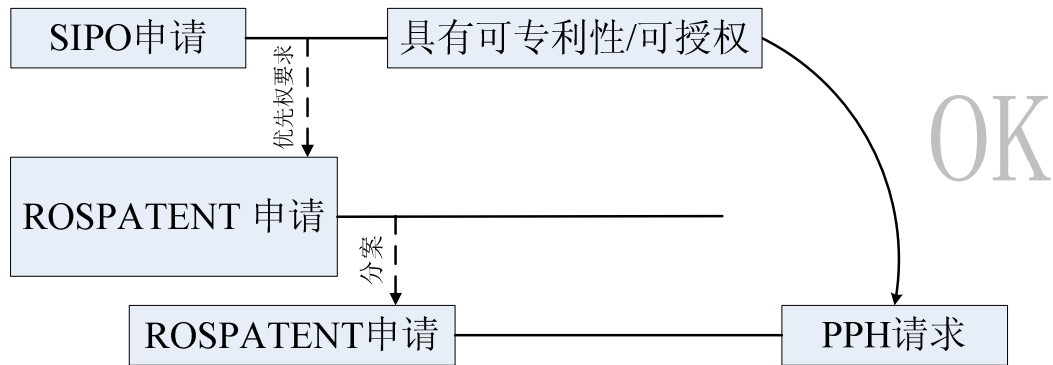 SIPO申请
具有可专利性/可授权
优先权要求
OK
ROSPATENT 申请
分案
ROSPATENT申请
PPH请求